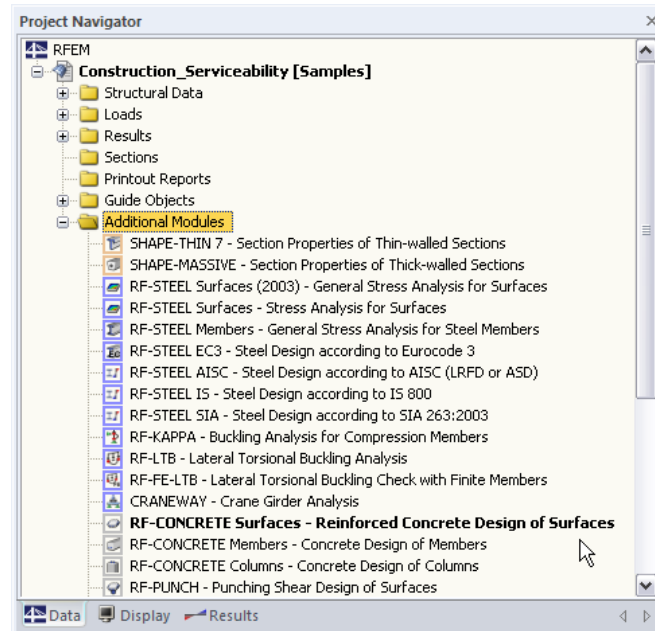 Project Navigator
RFEM
Construction_Serviceability [Samples]
Structural Data
Loads
Results
Sections
Printout Reports
Guide Objects
Additional Modules
SHAPE-THIN 7 - Section Properties of Thin-walled Sections
SHAPE-MASSIVE - Section Properties of Thick-walled Sections
RF-STEEL Surfaces (2003) - General Stress Analysis for Surfaces
RF-STEEL Surfaces - Stress Analysis for Surfaces
RF-STEEL Members - General Stress Analysis for Steel Members
RF-STEEL EC3 - Steel Design according to Eurocode 3
RF-STEEL AISC - Steel Design according to AISC (LRFD or ASD)
RF-STEEL IS - Steel Design according to IS 800
RF-STEEL SIA - Steel Design according to SIA 263:2003
RF-KAPPA - Buckling Analysis for Compression Members
RF-LTB - Lateral Torsional Buckling Analysis
RF-FE-LTB - Lateral Torsional Buckling Check with Finite Members
CRANEWAY - Crane Girder Analysis
RF-CONCRETE Surfaces - Reinforced Concrete Design of Surfaces
RF-CONCRETE Members - Concrete Design of Members
RF-CONCRETE Columns - Concrete Design of Columns
RF-PUNCH - Punching Shear Design of Surfaces
Data Display Results